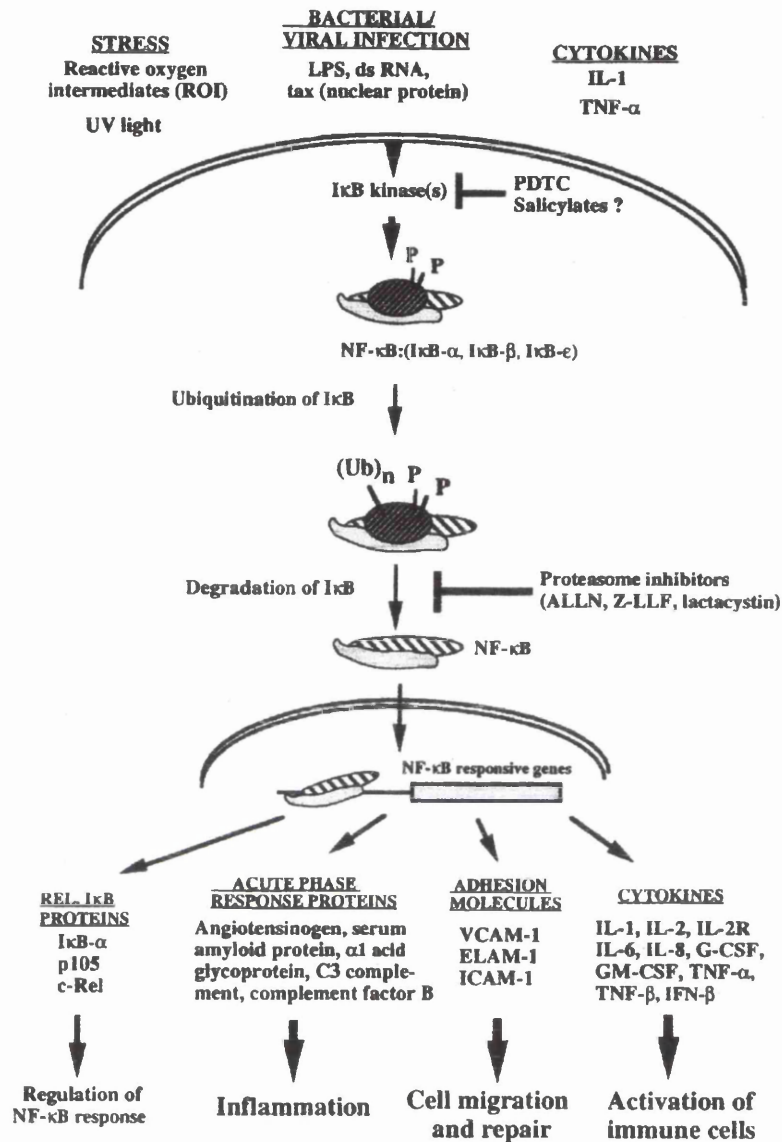 STRESS
Reactive oxygen
intermediates (ROI)
UV light
BACTERIAL/
VIRAL INFECTION
LPS, ds RNA,
tax (nuclear protein)
CYTOKINES
IL-1
TNF-α
IκB kinase(s)
PDTC
Salicylates ?
P
P
NF-κB:(IκB-α, IκB-β, IκB-ε)
Ubiquitination of IκB
(Ub)n P
P
Degradation of IκB
Proteasome inhibitors
(ALLN, Z-LLF, lactacystin)
NF-κB
NF-κB responsive genes
REL, IκB
PROTEINS
IκB-α
p105
c-Rel
Regulation of
NF-κB response
ACUTE PHASE
RESPONSE PROTEINS
Angiotensinogen, serum
amyloid protein, α1 acid
glycoprotein, C3 comple-
ment, complement factor B
Inflammation
ADHESION
MOLECULES
VCAM-1
ELAM-1
ICAM-1
Cell migration
and repair
CYTOKINES
IL-1, IL-2, IL-2R
IL-6, IL-8, G-CSF,
GM-CSF, TNF-α,
TNF-β, IFN-β
Activation of
immune cells